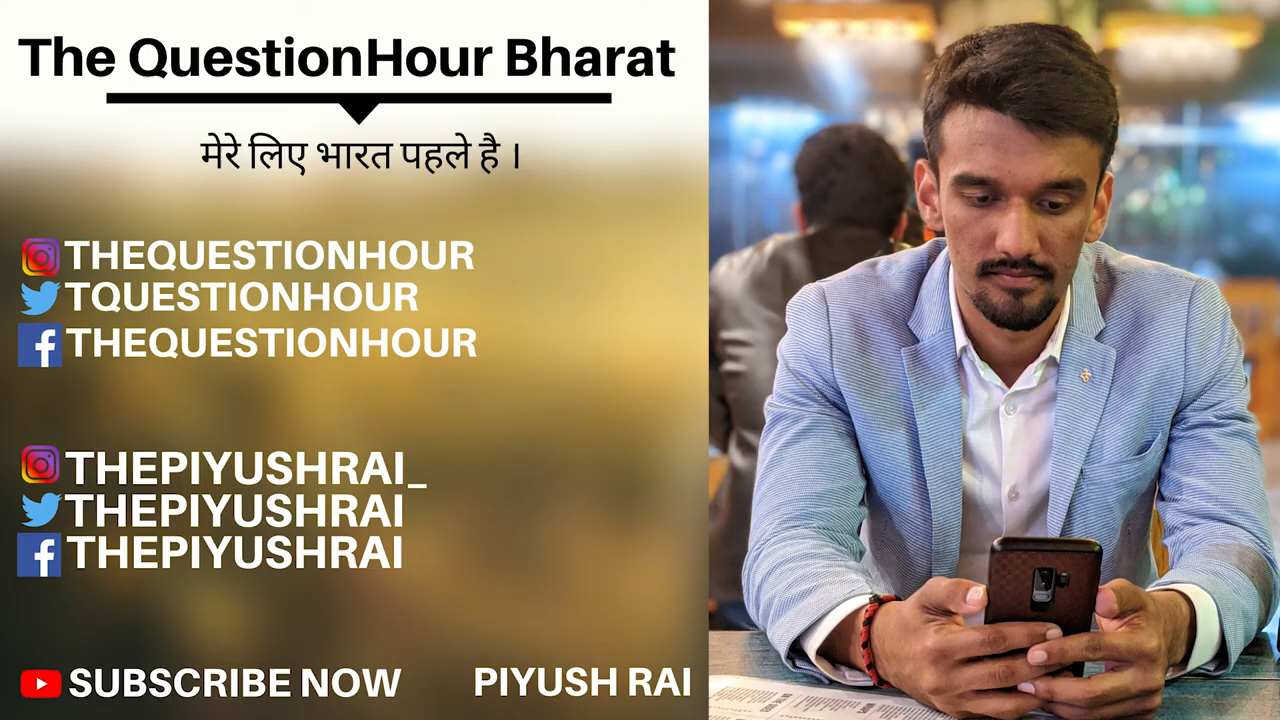 The QuestionHour Bharat
मेरे लिए भारत पहले है ।
THEQUESTIONHOUR
TQUESTIONHOUR
THEQUESTIONHOUR
THEPIYUSHRAI_
THEPIYUSHRAI
THEPIYUSHRAI
SUBSCRIBE NOW
PIYUSH RAI